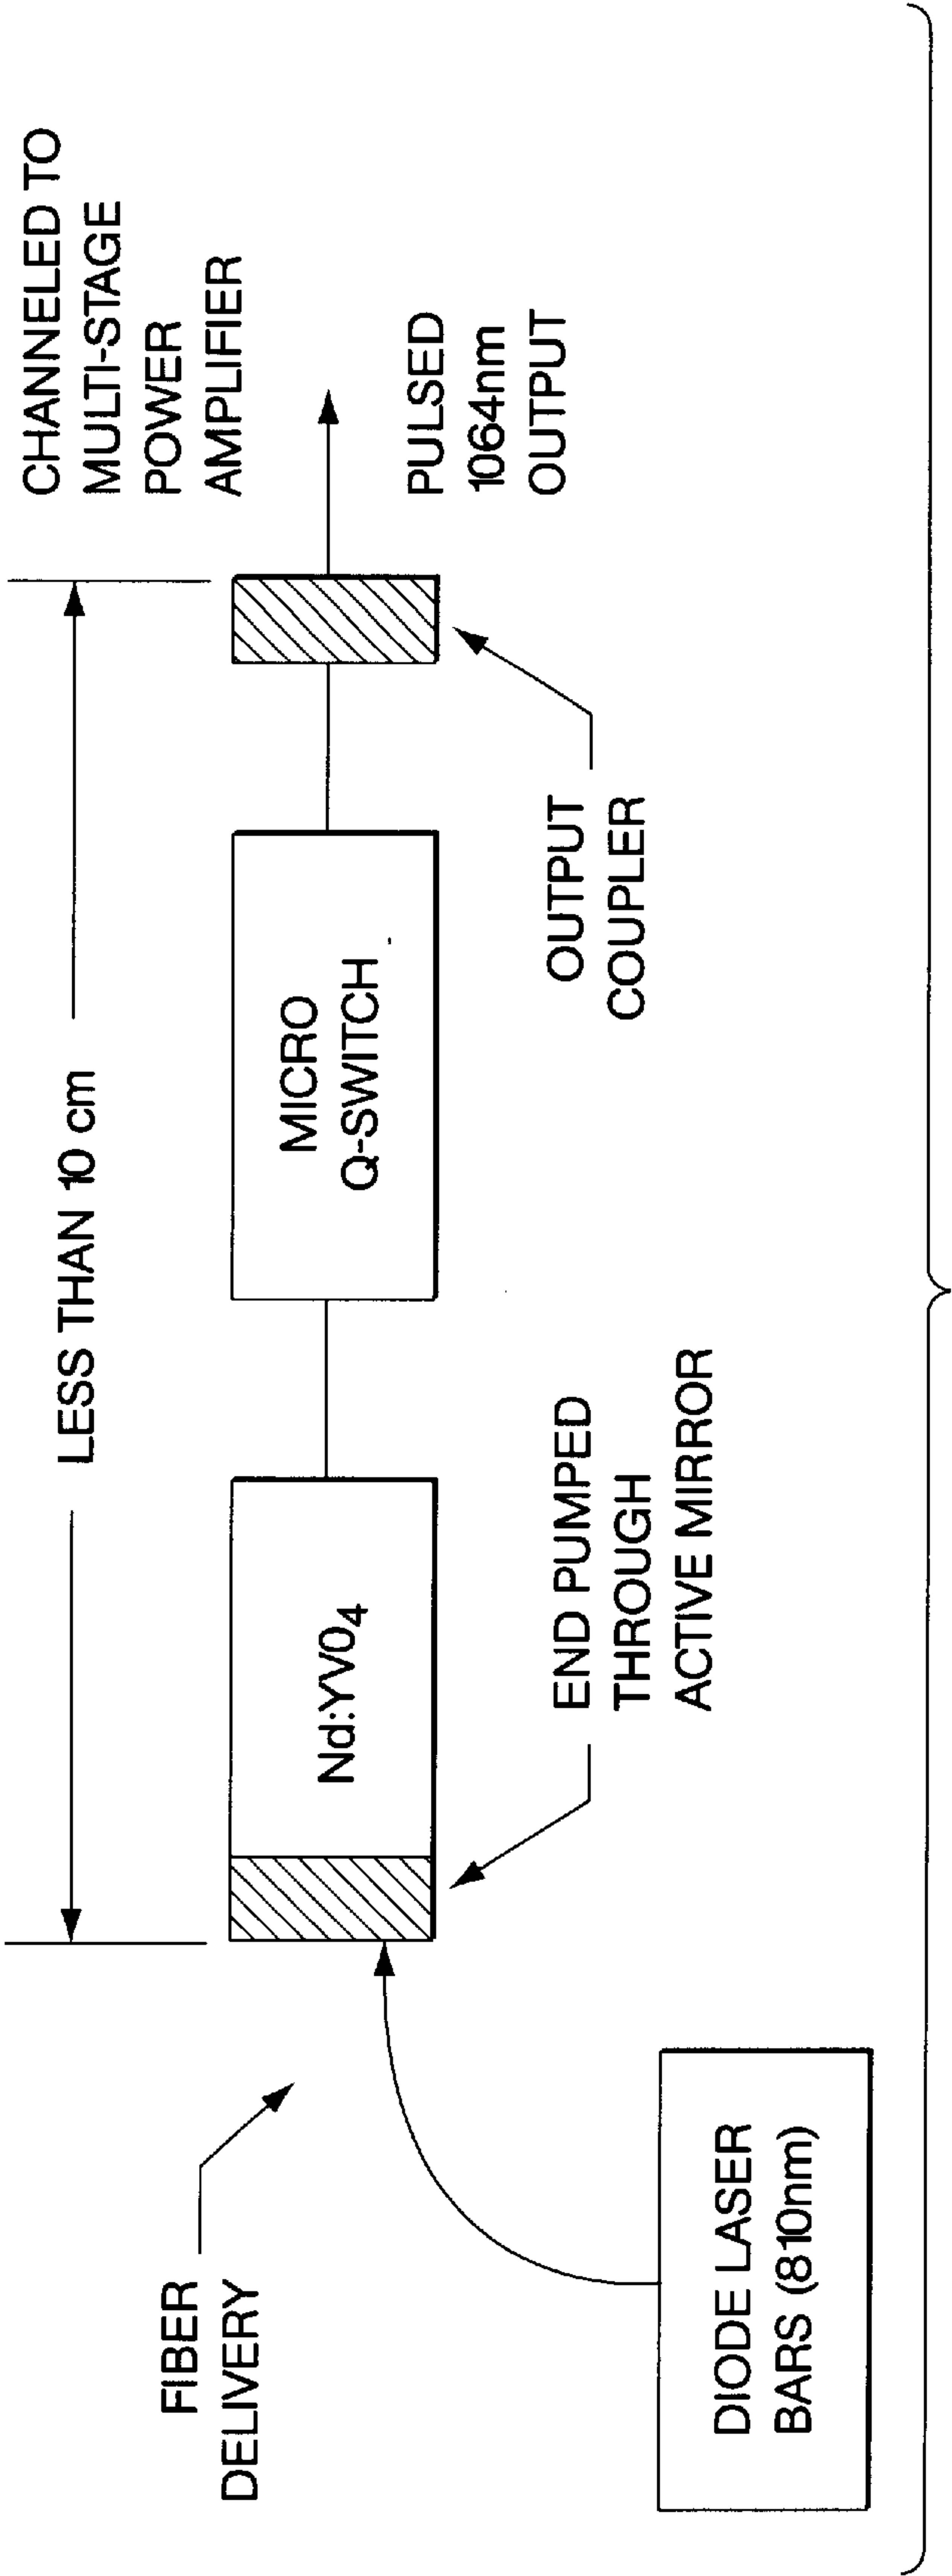 LESS THAN 10 cm
CHANNELED TO
MULTI-STAGE
POWER
AMPLIFIER
FIBER
DELIVERY
Nd:YVO4
MICRO
Q-SWITCH
PULSED
1064nm
OUTPUT
END PUMPED
THROUGH
ACTIVE MIRROR
OUTPUT
COUPLER
DIODE LASER
BARS (810nm)